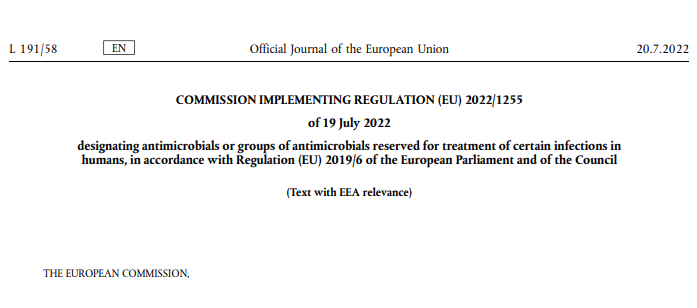 L 191/58 EN Official Journal of the European Union 20.7.2022
COMMISSION IMPLEMENTING REGULATION (EU) 2022/1255
of 19 July 2022
designating antimicrobials or groups of antimicrobials reserved for treatment of certain infections in
humans, in accordance with Regulation (EU) 2019/6 of the European Parliament and of the Council
(Text with EEA relevance)
THE EUROPEAN COMMISSION,